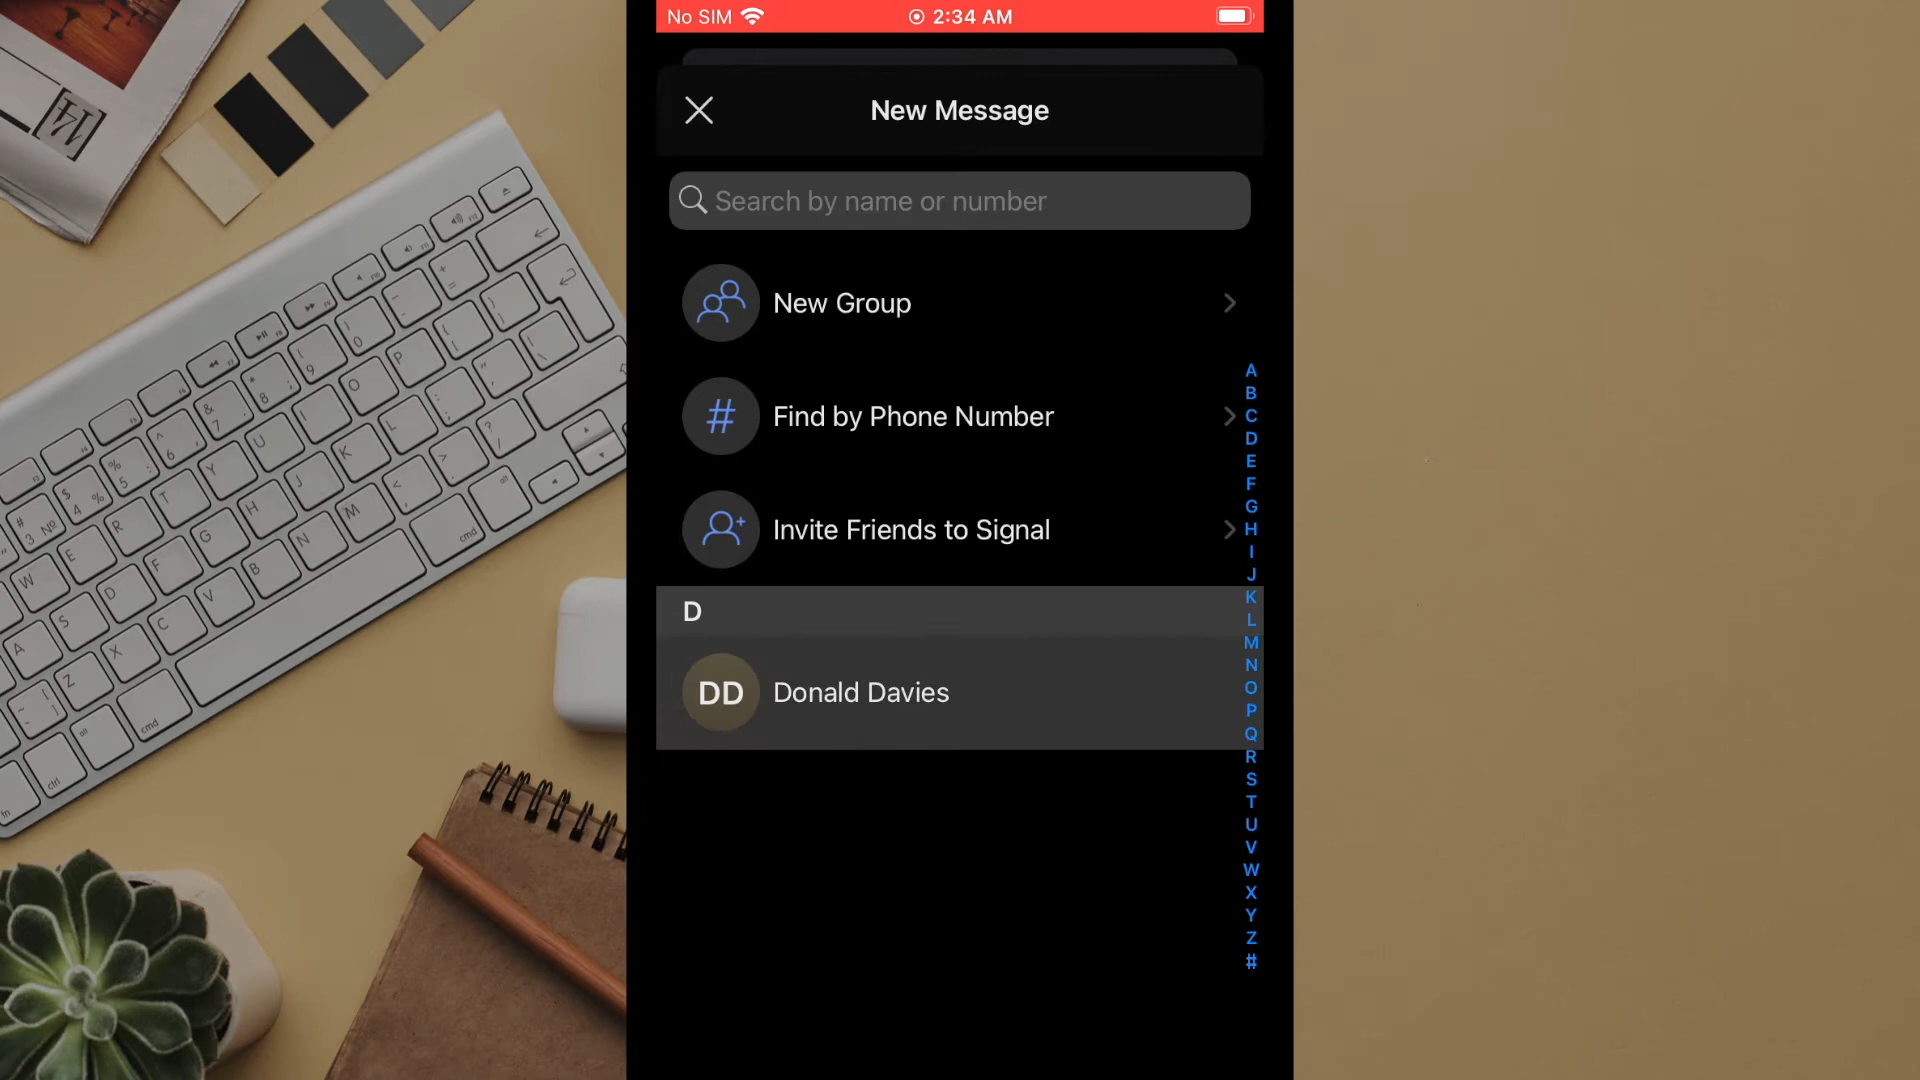 No SIM 2:34 AM
New Message
Search by name or number
New Group
# Find by Phone Number
Invite Friends to Signal
D
DD Donald Davies
A
B
C
D
E
F
G
H
I
J
K
L
M
N
O
P
Q
R
S
T
U
V
W
X
Y
Z
#
14